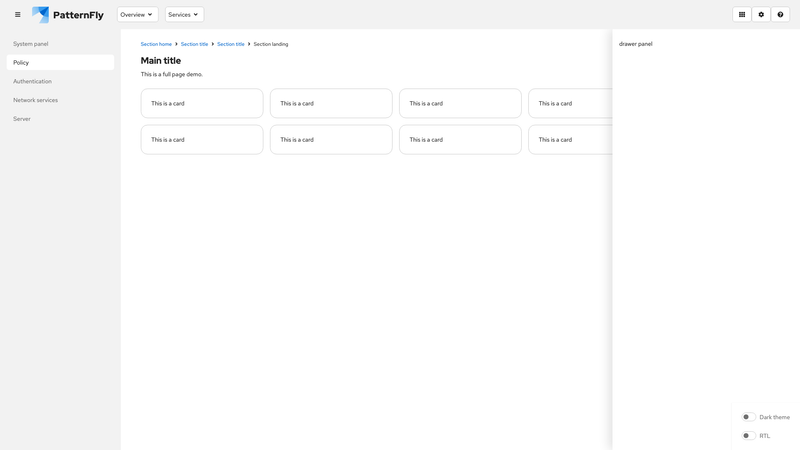 PatternFly
Overview
Services
System panel
Policy
Authentication
Network services
Server
Section home
Section title
Section title
Section landing
Main title
This is a full page demo.
This is a card
This is a card
This is a card
This is a card
This is a card
This is a card
This is a card
This is a card
drawer panel
Dark theme
RTL